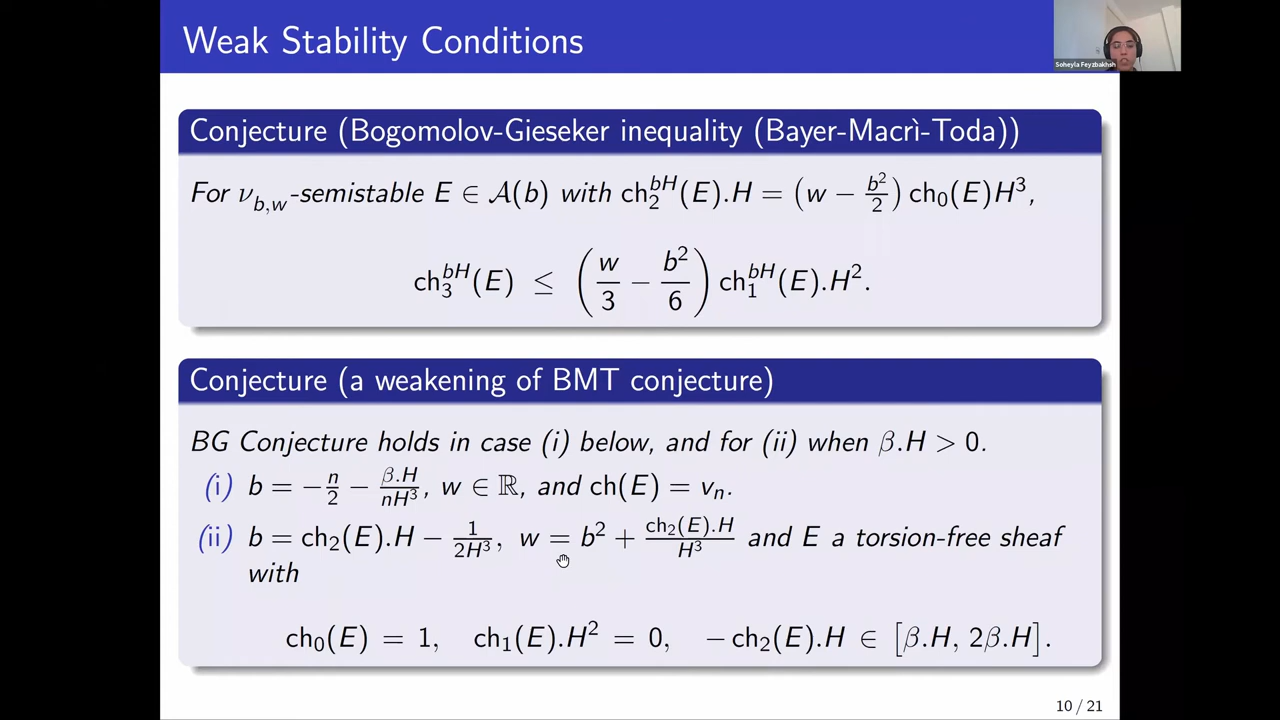 Weak Stability Conditions
Soheyla Feyzbakhsh
Conjecture (Bogomolov-Gieseker inequality (Bayer-Macrì-Toda))
For ν_{b,w}-semistable E ∈ 𝒜(b) with ch_2^{bH}(E).H = (w − b²/2) ch_0(E)H³,
ch_3^{bH}(E) ≤ (w/3 − b²/6) ch_1^{bH}(E).H².
Conjecture (a weakening of BMT conjecture)
BG Conjecture holds in case (i) below, and for (ii) when β.H > 0.
(i) b = −n/2 − β.H/nH³, w ∈ ℝ, and ch(E) = v_n.
(ii) b = ch_2(E).H − 1/2H³, w = b² + ch_2(E).H/H³ and E a torsion-free sheaf
with
ch_0(E) = 1, ch_1(E).H² = 0, −ch_2(E).H ∈ [β.H, 2β.H].
10 / 21